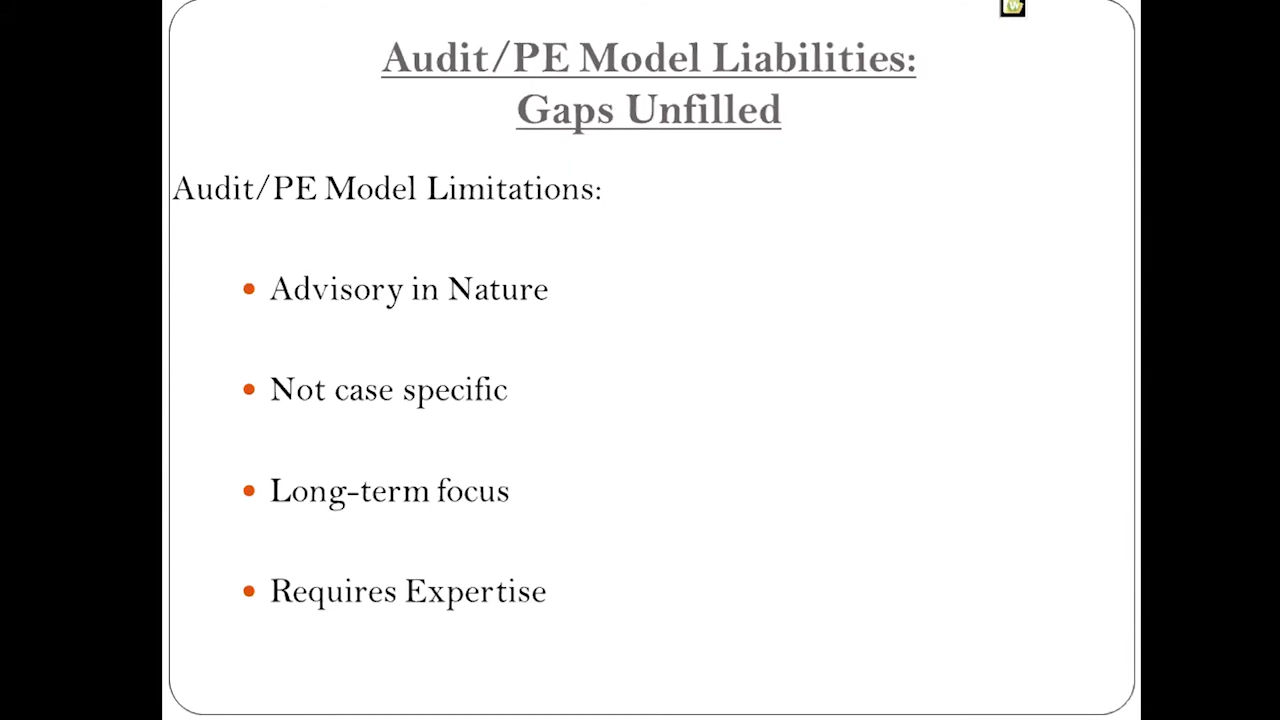 Audit/PE Model Liabilities:
Gaps Unfilled
Audit/PE Model Limitations:
• Advisory in Nature
• Not case specific
• Long-term focus
• Requires Expertise